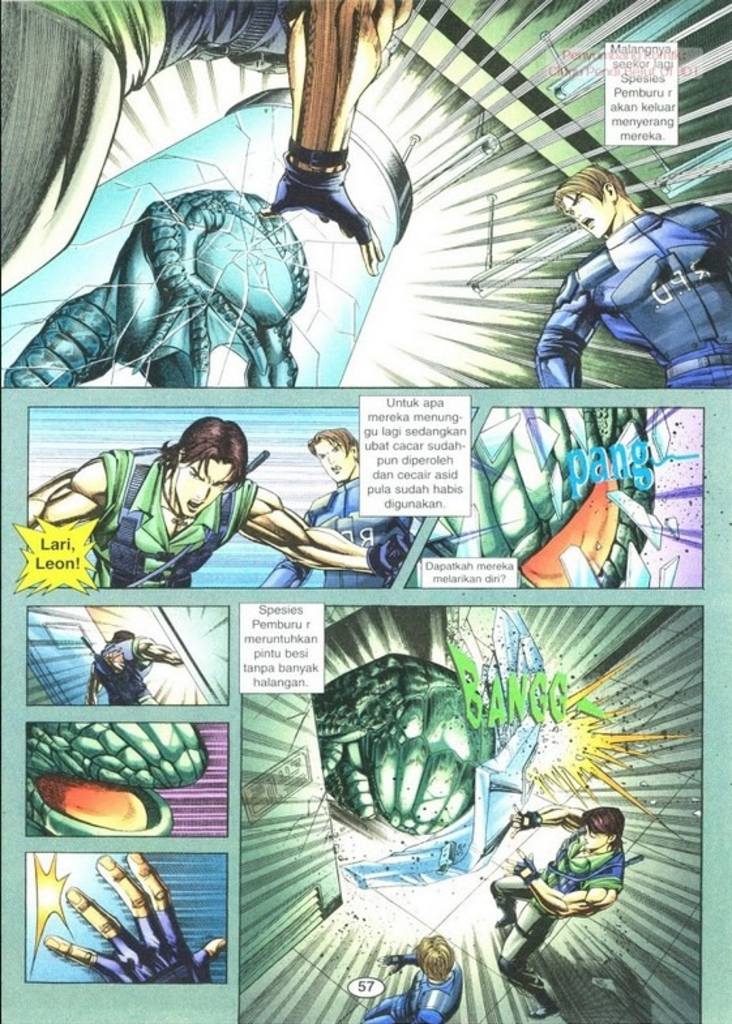 Malangnya,
seekor lagi
Spesies
Pemburu r
akan keluar
menyerang
mereka.
Penyumbang Komik:
R.P.D.
Untuk apa
mereka menung-
gu lagi sedangkan
ubat cacar sudah-
pun diperoleh
dan cecair asid
pula sudah habis
digunakan.
Lari,
Leon!
R.P
pang
Dapatkah mereka
melarikan diri?
Spesies
Pemburu r
meruntuhkan
pintu besi
tanpa banyak
halangan.
BANGG
57